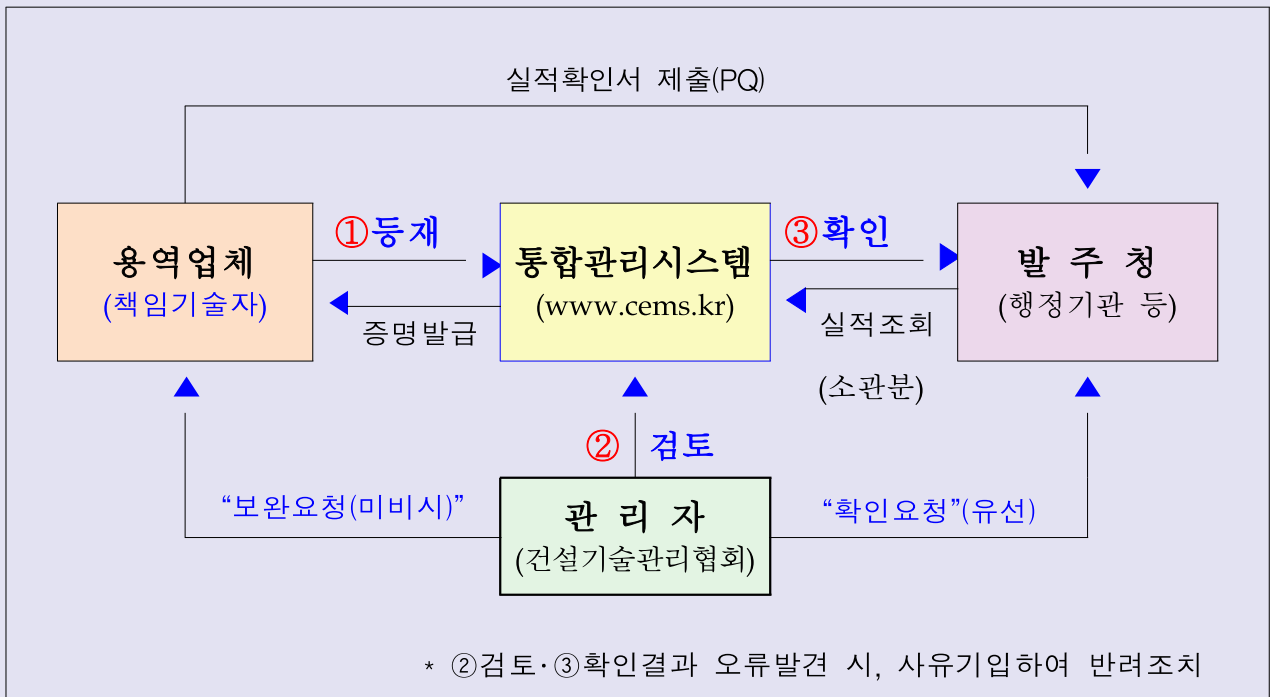 실적확인서 제출(PQ)
①등재
③확인
용역업체
(책임기술자)
통합관리시스템
(www.cems.kr)
발 주 청
(행정기관 등)
증명발급
실적조회
(소관분)
② 검토
“보완요청(미비시)”
“확인요청”(유선)
관 리 자
(건설기술관리협회)
* ②검토·③확인결과 오류발견 시, 사유기입하여 반려조치